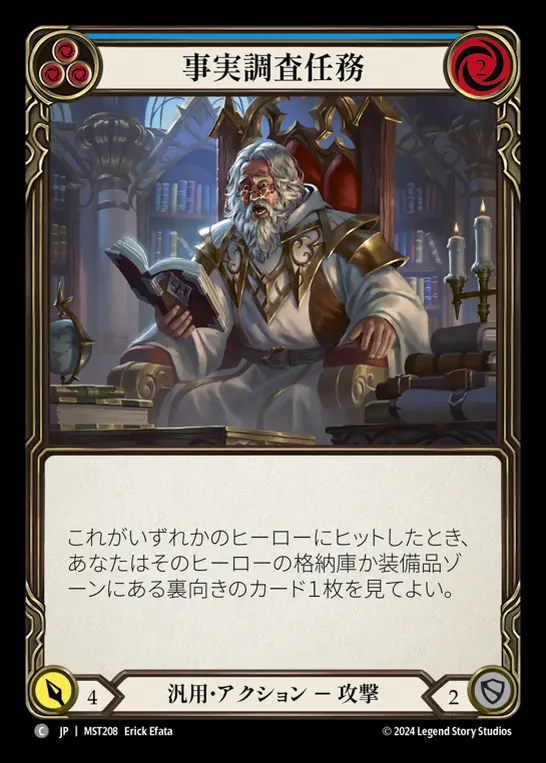 事実調査任務
2
これがいずれかのヒーローにヒットしたとき、
あなたはそのヒーローの格納庫か装備品ゾ
ーンにある裏向きのカード1枚を見てよい。
4
汎用・アクション － 攻撃
2
C JP | MST208 Erick Efata
© 2024 Legend Story Studios